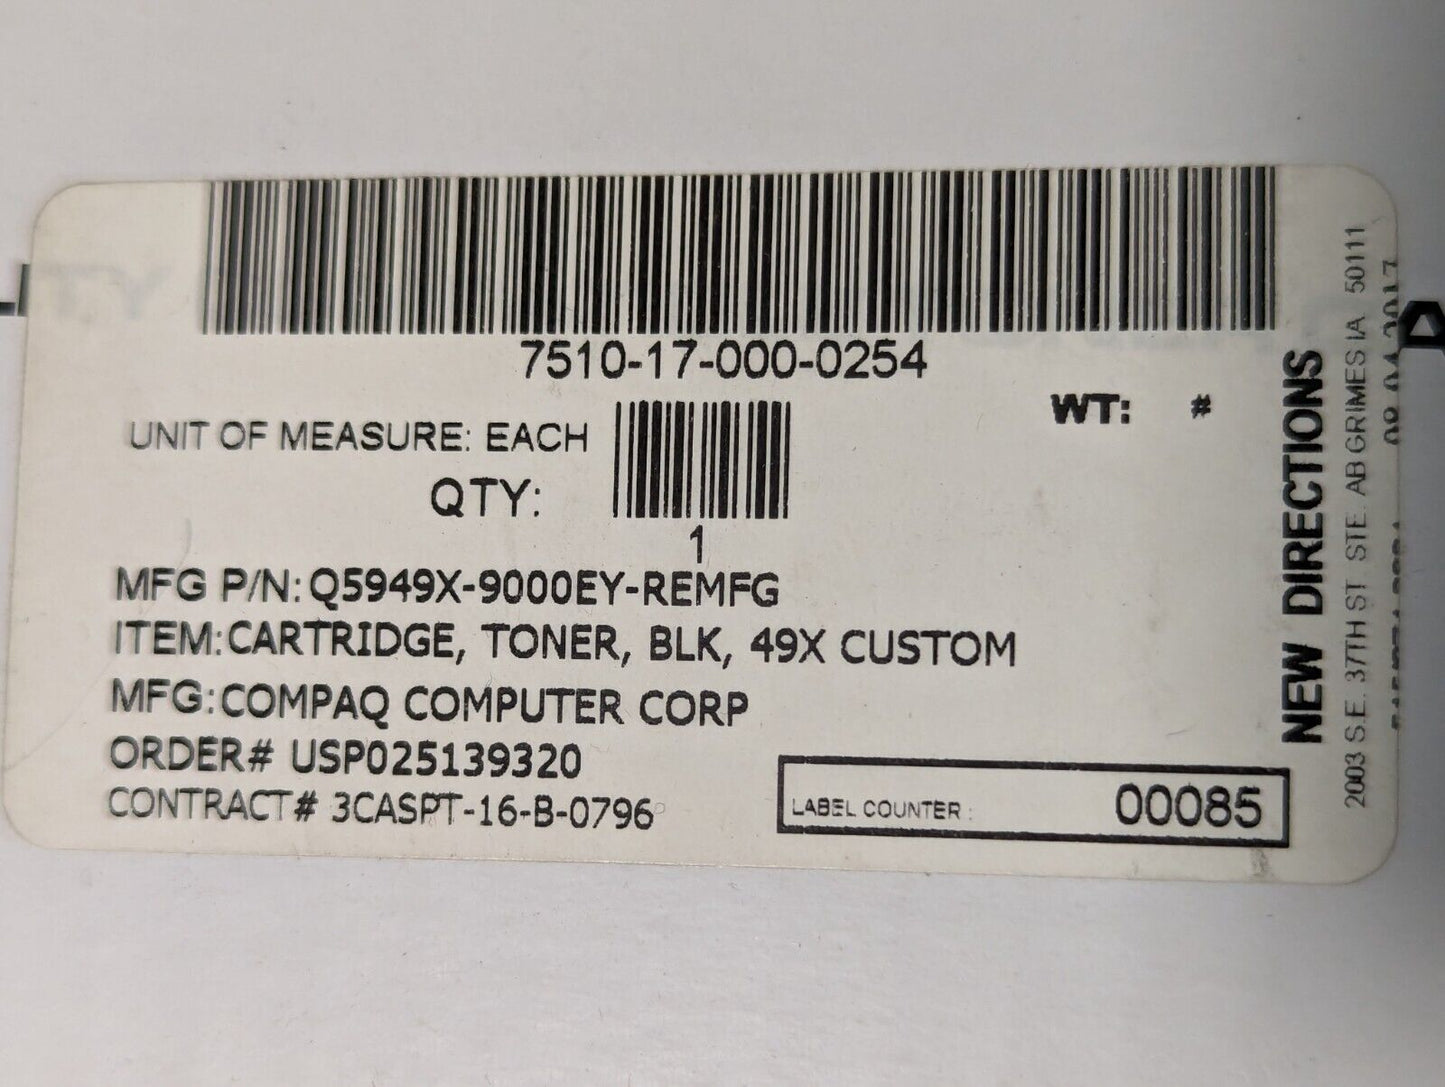 7510-17-000-0254
WT: #
UNIT OF MEASURE: EACH
QTY:
1
MFG P/N: Q5949X-9000EY-REMFG
ITEM: CARTRIDGE, TONER, BLK, 49X CUSTOM
MFG: COMPAQ COMPUTER CORP
ORDER# USP025139320
CONTRACT# 3CASPT-16-B-0796
LABEL COUNTER : 00085
NEW DIRECTIONS
2003 S.E. 37TH ST STE. AB GRIMES IA 50111